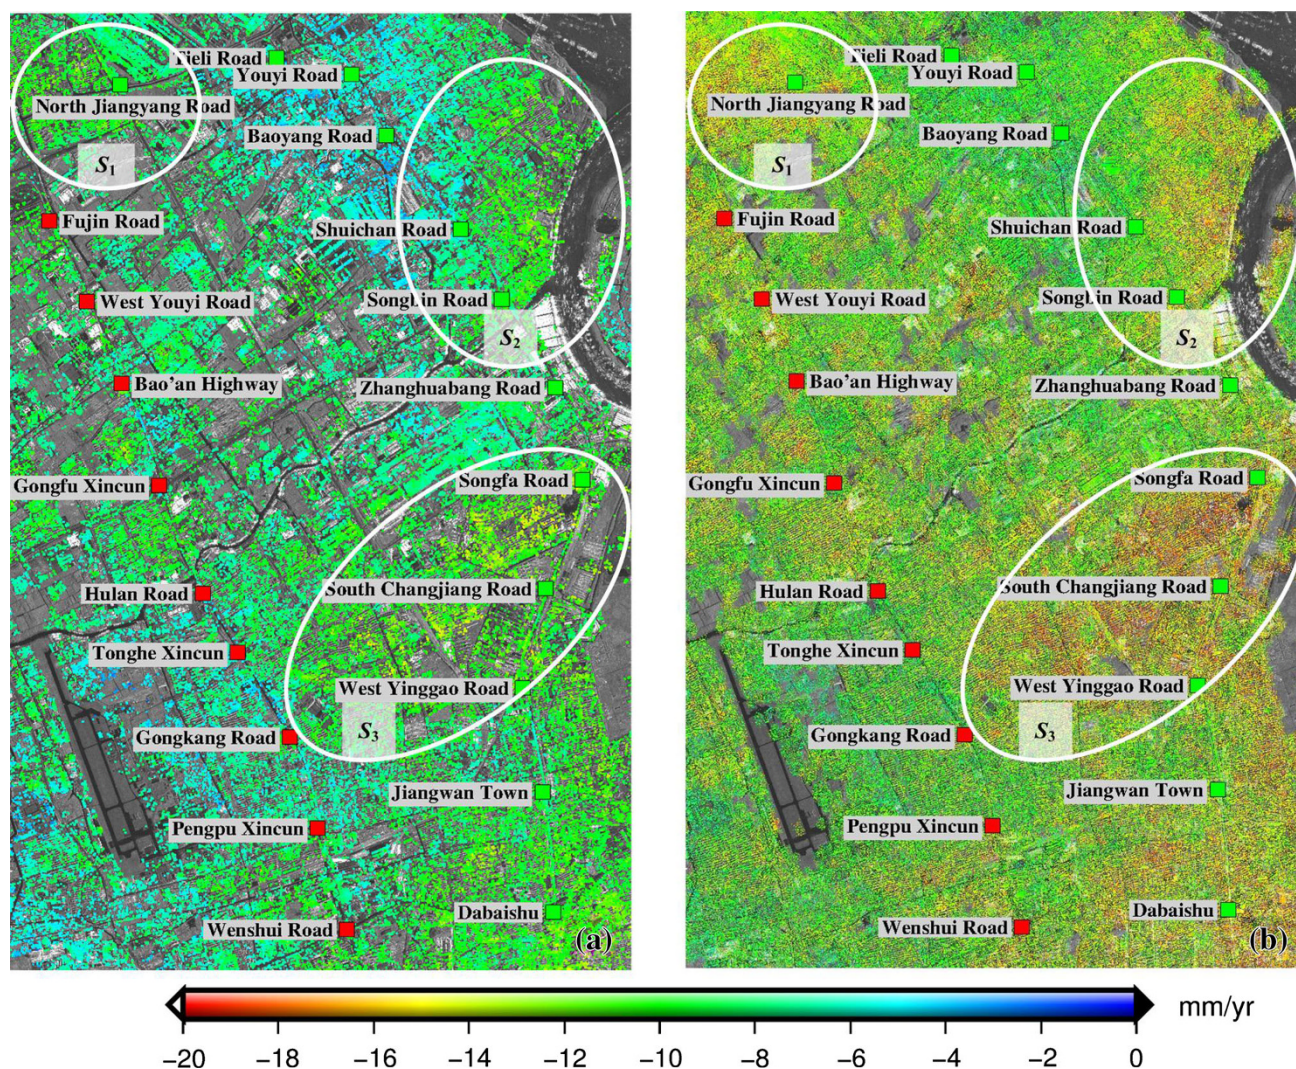 Tieli Road
Youyi Road
North Jiangyang Road
Baoyang Road
S1
Fujin Road
Shuichan Road
West Youyi Road
Songbin Road
S2
Bao'an Highway
Zhanghuabang Road
Gongfu Xincun
Songfa Road
Hulan Road
South Changjiang Road
Tonghe Xincun
West Yinggao Road
S3
Gongkang Road
Jiangwan Town
Pengpu Xincun
Dabaishu
Wenshui Road
(a)
Tieli Road
Youyi Road
North Jiangyang Road
Baoyang Road
S1
Fujin Road
Shuichan Road
West Youyi Road
Songbin Road
S2
Bao'an Highway
Zhanghuabang Road
Gongfu Xincun
Songfa Road
Hulan Road
South Changjiang Road
Tonghe Xincun
West Yinggao Road
S3
Gongkang Road
Jiangwan Town
Pengpu Xincun
Dabaishu
Wenshui Road
(b)
mm/yr
−20 −18 −16 −14 −12 −10 −8 −6 −4 −2 0